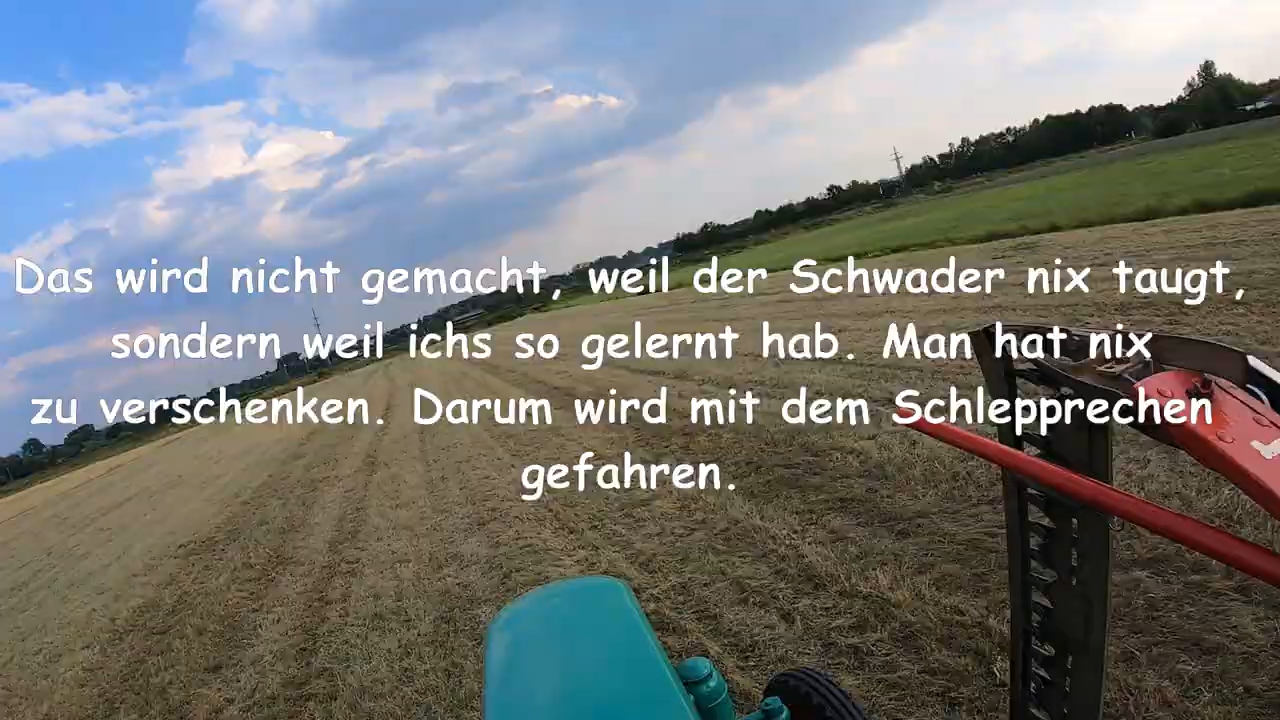 Das wird nicht gemacht, weil der Schwader nix taugt,
sondern weil ichs so gelernt hab. Man hat nix
zu verschenken. Darum wird mit dem Schlepprechen
gefahren.